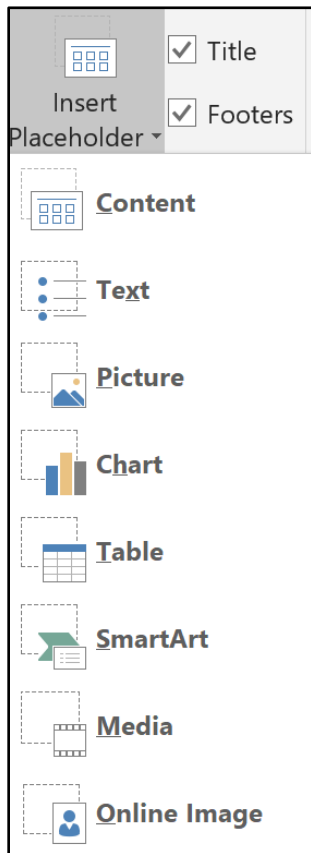 Insert
Placeholder
Title
Footers
Content
Text
Picture
Chart
Table
SmartArt
Media
Online Image